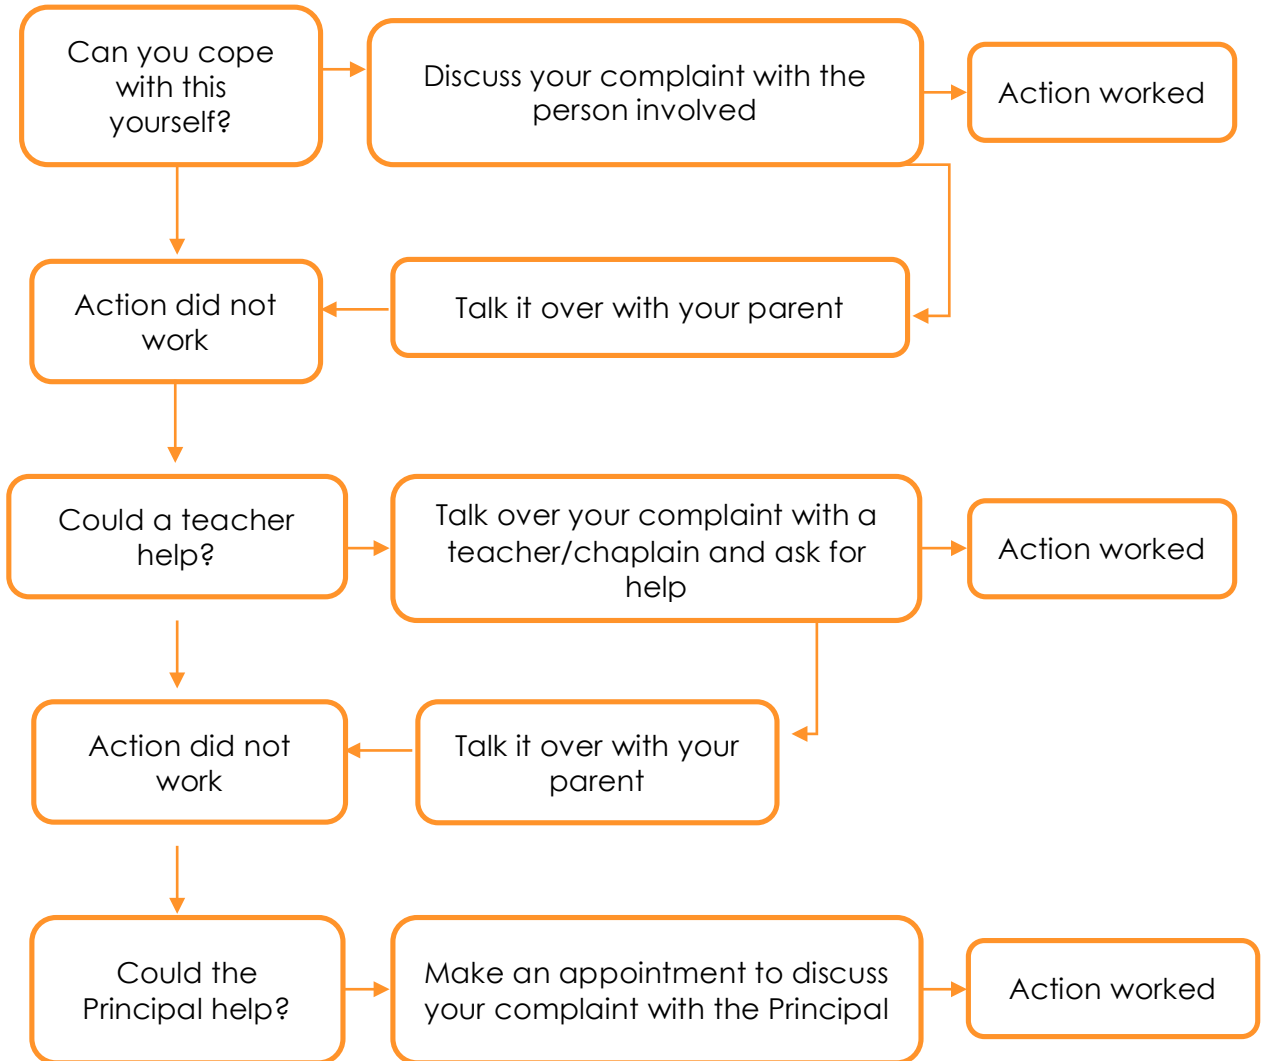 Can you cope
with this
yourself?
Discuss your complaint with the
person involved
Action worked
Action did not
work
Talk it over with your parent
Could a teacher
help?
Talk over your complaint with a
teacher/chaplain and ask for
help
Action worked
Action did not
work
Talk it over with your
parent
Could the
Principal help?
Make an appointment to discuss
your complaint with the Principal
Action worked